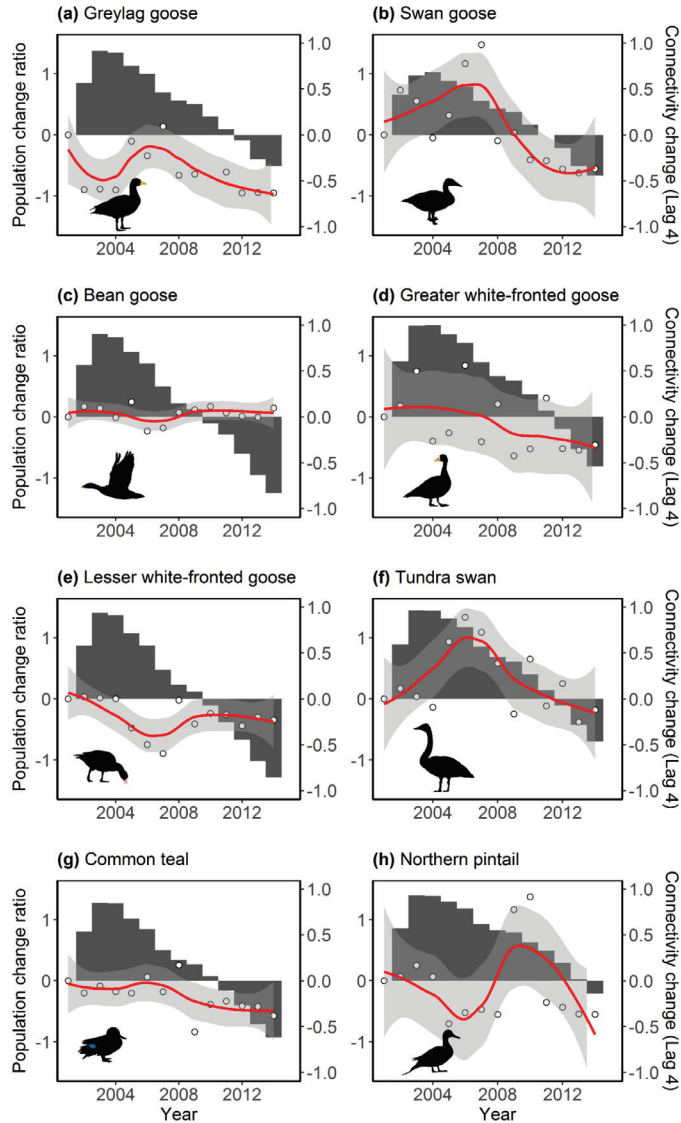 (a) Greylag goose
(b) Swan goose
Population change ratio
1
0
-1
1.0
0.5
0.0
-0.5
-1.0
1
0
-1
1.0
0.5
0.0
-0.5
-1.0
Connectivity change (Lag 4)
2004 2008 2012
2004 2008 2012
(c) Bean goose
(d) Greater white-fronted goose
Population change ratio
1
0
-1
1.0
0.5
0.0
-0.5
-1.0
1
0
-1
1.0
0.5
0.0
-0.5
-1.0
Connectivity change (Lag 4)
2004 2008 2012
2004 2008 2012
(e) Lesser white-fronted goose
(f) Tundra swan
Population change ratio
1
0
-1
1.0
0.5
0.0
-0.5
-1.0
1
0
-1
1.0
0.5
0.0
-0.5
-1.0
Connectivity change (Lag 4)
2004 2008 2012
2004 2008 2012
(g) Common teal
(h) Northern pintail
Population change ratio
1
0
-1
1.0
0.5
0.0
-0.5
-1.0
1
0
-1
1.0
0.5
0.0
-0.5
-1.0
Connectivity change (Lag 4)
2004 2008 2012
2004 2008 2012
Year
Year